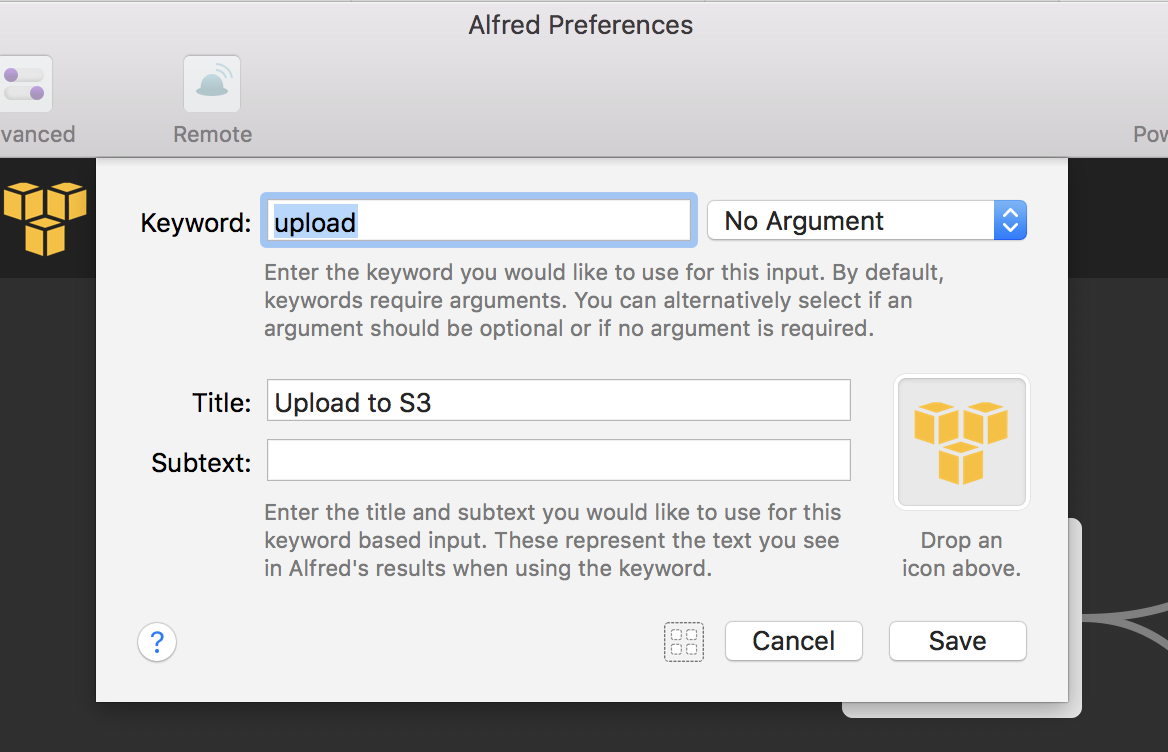 Alfred Preferences
vanced
Remote
Pow
Keyword:
upload
No Argument
Enter the keyword you would like to use for this input. By default,
keywords require arguments. You can alternatively select if an
argument should be optional or if no argument is required.
Title:
Upload to S3
Subtext:
Enter the title and subtext you would like to use for this
keyword based input. These represent the text you see
in Alfred's results when using the keyword.
Drop an
icon above.
?
Cancel
Save